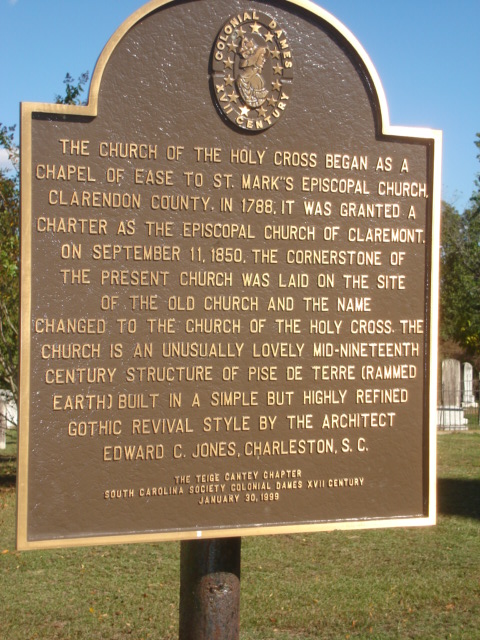 COLONIAL DAMES
XVII CENTURY
THE CHURCH OF THE HOLY CROSS BEGAN AS A
CHAPEL OF EASE TO ST. MARK"S EPISCOPAL CHURCH,
CLARENDON COUNTY. IN 1788, IT WAS GRANTED A
CHARTER AS THE EPISCOPAL CHURCH OF CLAREMONT.
ON SEPTEMBER 11, 1850, THE CORNERSTONE OF
THE PRESENT CHURCH WAS LAID ON THE SITE
OF THE OLD CHURCH AND THE NAME
CHANGED TO THE CHURCH OF THE HOLY CROSS. THE
CHURCH IS AN UNUSUALLY LOVELY MID-NINETEENTH
CENTURY STRUCTURE OF PISE DE TERRE (RAMMED
EARTH) BUILT IN A SIMPLE BUT HIGHLY REFINED
GOTHIC REVIVAL STYLE BY THE ARCHITECT
EDWARD C. JONES, CHARLESTON, S. C.
THE TEIGE CANTEY CHAPTER
SOUTH CAROLINA SOCIETY COLONIAL DAMES XVII CENTURY
JANUARY 30, 1999